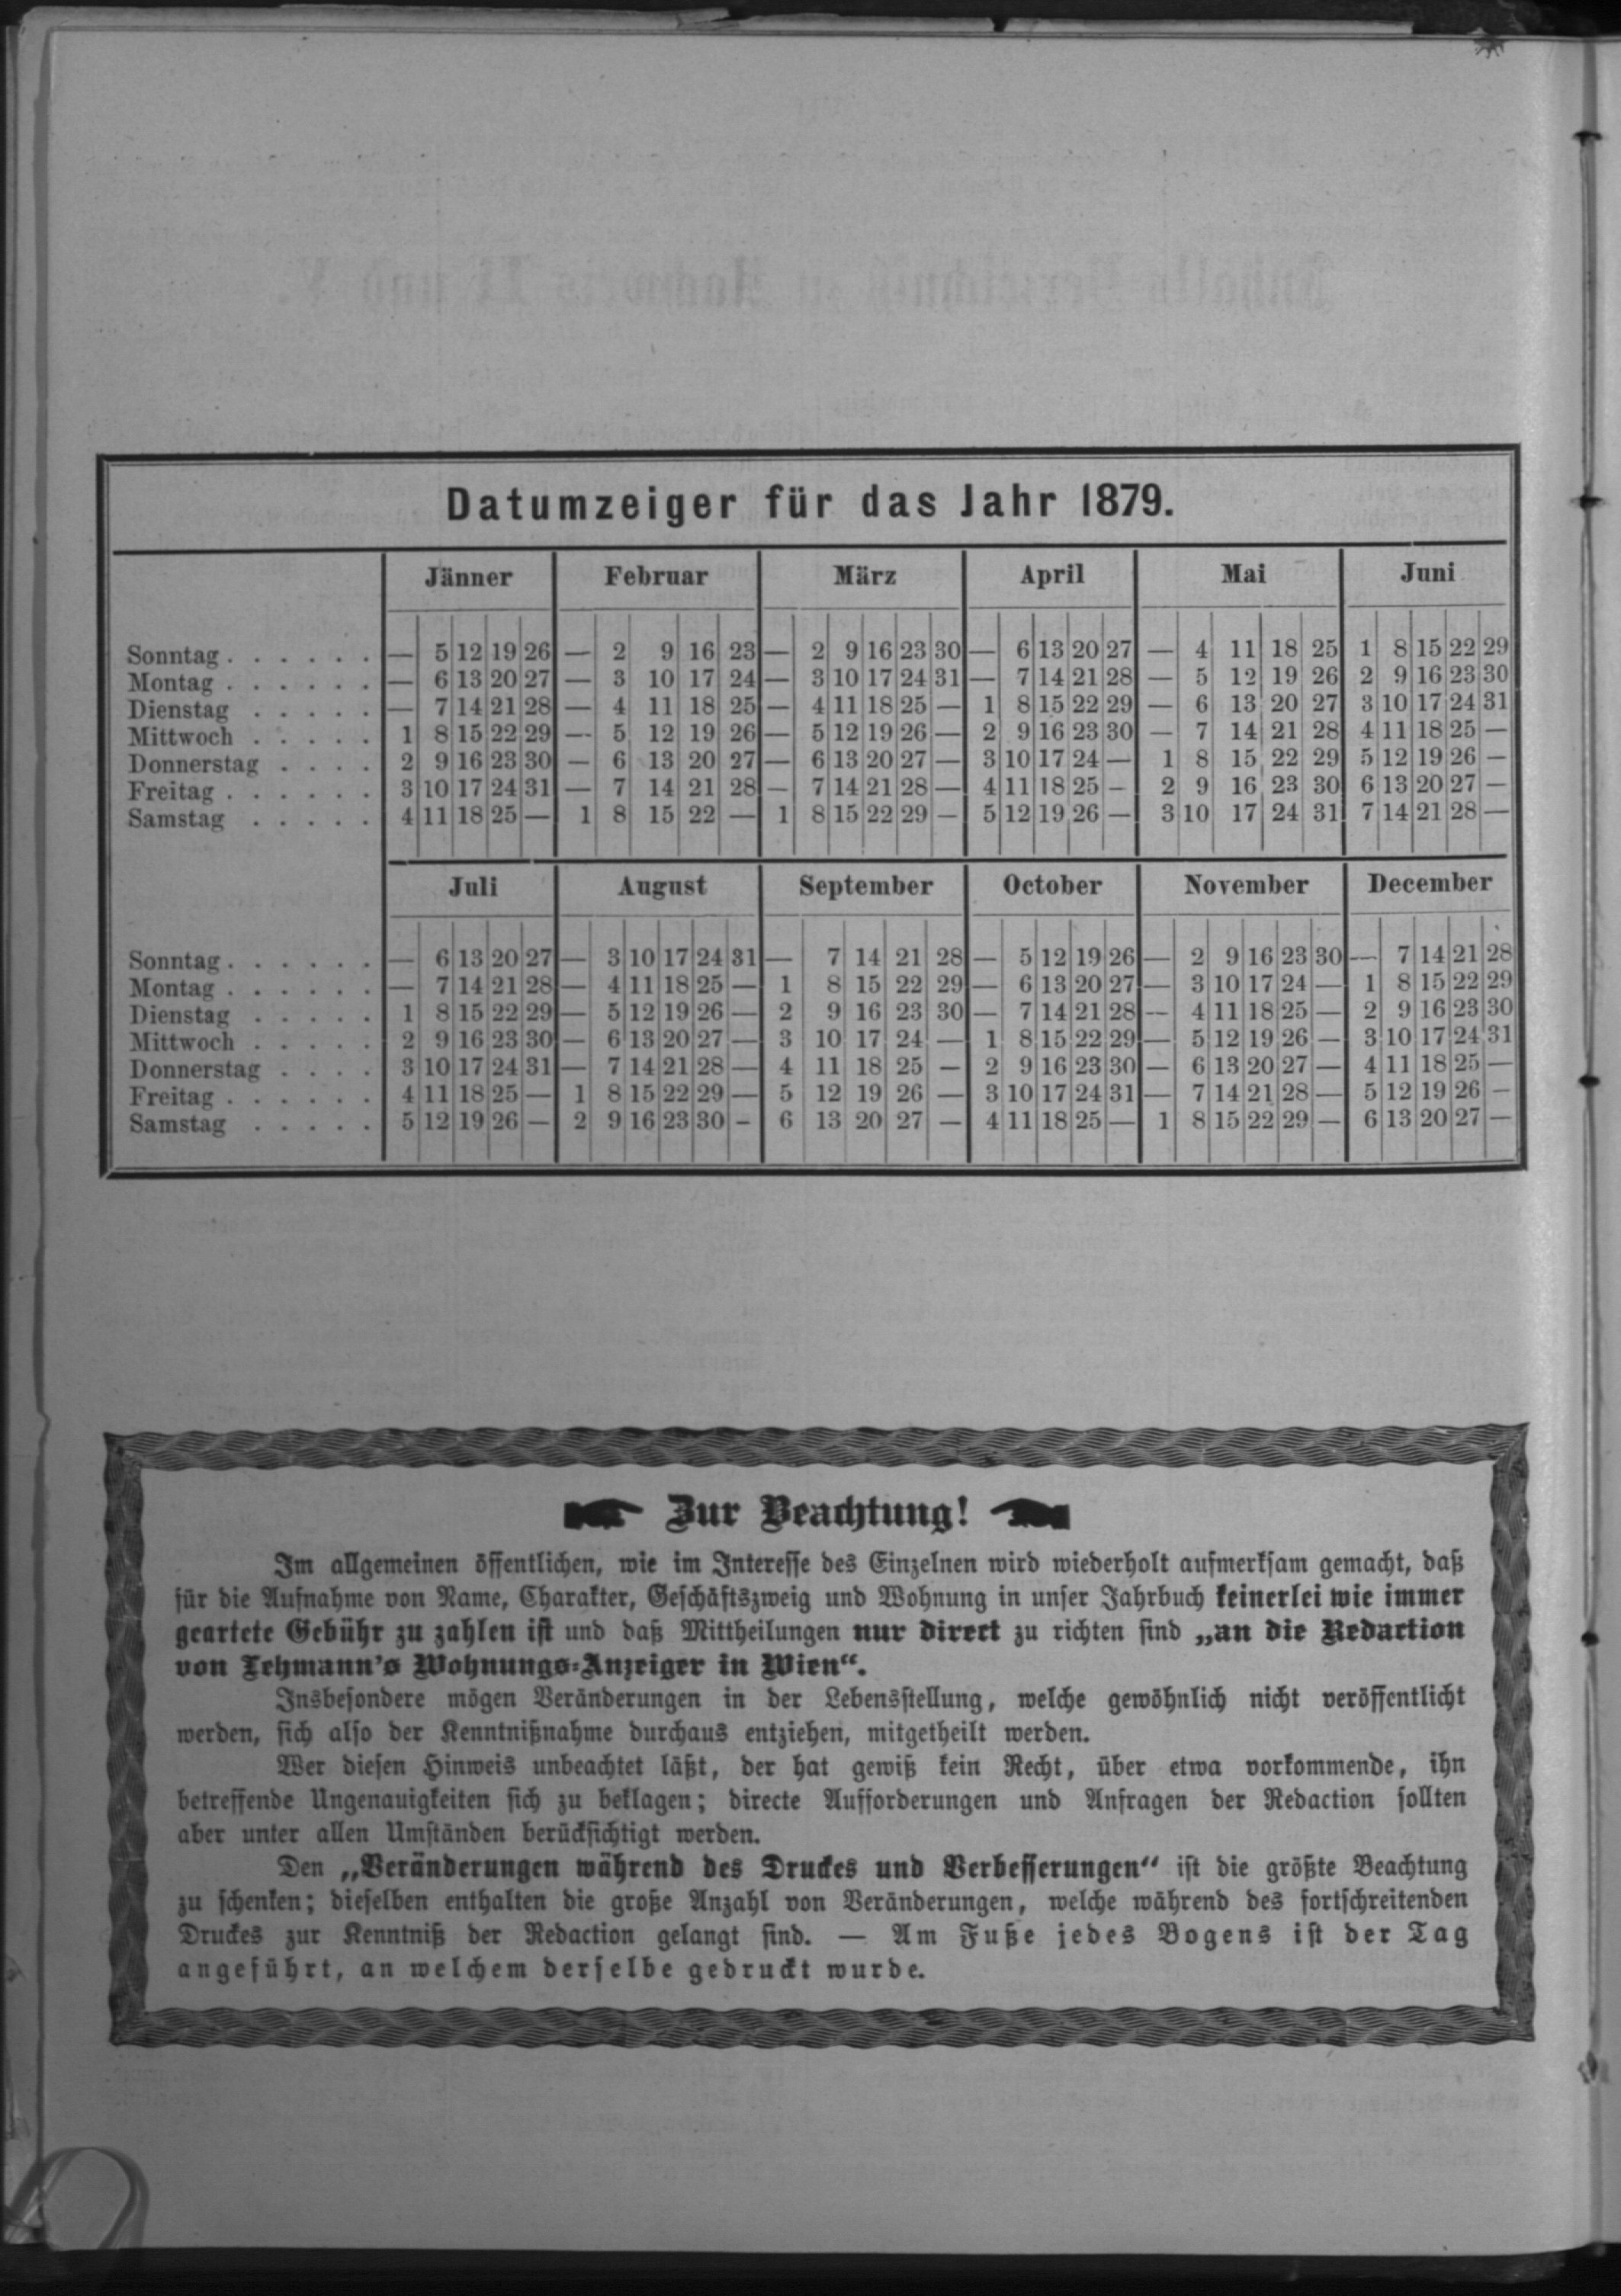 Datumzeiger für das Jahr 1879.
Jänner Februar März April Mai Juni
Sonntag . . . . . . — 5 12 19 26 — 2 9 16 23 — 2 9 16 23 30 — 6 13 20 27 — 4 11 18 25 1 8 15 22 29
Montag . . . . . . — 6 13 20 27 — 3 10 17 24 — 3 10 17 24 31 — 7 14 21 28 — 5 12 19 26 2 9 16 23 30
Dienstag . . . . . — 7 14 21 28 — 4 11 18 25 — 4 11 18 25 — 1 8 15 22 29 — 6 13 20 27 3 10 17 24 31
Mittwoch . . . . . 1 8 15 22 29 — 5 12 19 26 — 5 12 19 26 — 2 9 16 23 30 — 7 14 21 28 4 11 18 25 —
Donnerstag . . . . 2 9 16 23 30 — 6 13 20 27 — 6 13 20 27 — 3 10 17 24 — 1 8 15 22 29 5 12 19 26 —
Freitag . . . . . . 3 10 17 24 31 — 7 14 21 28 — 7 14 21 28 — 4 11 18 25 — 2 9 16 23 30 6 13 20 27 —
Samstag . . . . . 4 11 18 25 — 1 8 15 22 — 1 8 15 22 29 — 5 12 19 26 — 3 10 17 24 31 7 14 21 28 —
Juli August September October November December
Sonntag . . . . . . — 6 13 20 27 — 3 10 17 24 31 — 7 14 21 28 — 5 12 19 26 — 2 9 16 23 30 — 7 14 21 28
Montag . . . . . . — 7 14 21 28 — 4 11 18 25 — 1 8 15 22 29 — 6 13 20 27 — 3 10 17 24 — 1 8 15 22 29
Dienstag . . . . . 1 8 15 22 29 — 5 12 19 26 — 2 9 16 23 30 — 7 14 21 28 — 4 11 18 25 — 2 9 16 23 30
Mittwoch . . . . . 2 9 16 23 30 — 6 13 20 27 — 3 10 17 24 — 1 8 15 22 29 — 5 12 19 26 — 3 10 17 24 31
Donnerstag . . . . 3 10 17 24 31 — 7 14 21 28 — 4 11 18 25 — 2 9 16 23 30 — 6 13 20 27 — 4 11 18 25 —
Freitag . . . . . . 4 11 18 25 — 1 8 15 22 29 — 5 12 19 26 — 3 10 17 24 31 — 7 14 21 28 — 5 12 19 26 —
Samstag . . . . . 5 12 19 26 — 2 9 16 23 30 — 6 13 20 27 — 4 11 18 25 — 1 8 15 22 29 — 6 13 20 27 —
Zur Beachtung!
Im allgemeinen öffentlichen, wie im Interesse des Einzelnen wird wiederholt aufmerksam gemacht, daß
für die Aufnahme von Name, Charakter, Geschäftszweig und Wohnung in unser Jahrbuch keinerlei wie immer
geartete Gebühr zu zahlen ist und daß Mittheilungen nur direct zu richten sind „an die Redaction
von Lehmann's Wohnungs-Anzeiger in Wien“.
Insbesondere mögen Veränderungen in der Lebensstellung, welche gewöhnlich nicht veröffentlicht
werden, sich also der Kenntnißnahme durchaus entziehen, mitgetheilt werden.
Wer diesen Hinweis unbeachtet läßt, der hat gewiß kein Recht, über etwa vorkommende, ihn
betreffende Ungenauigkeiten sich zu beklagen; directe Aufforderungen und Anfragen der Redaction sollten
aber unter allen Umständen berücksichtigt werden.
Den „Veränderungen während des Druckes und Verbesserungen“ ist die größte Beachtung
zu schenken; dieselben enthalten die große Anzahl von Veränderungen, welche während des fortschreitenden
Druckes zur Kenntniß der Redaction gelangt sind. — Am Fuße jedes Bogens ist der Tag
angeführt, an welchem derselbe gedruckt wurde.